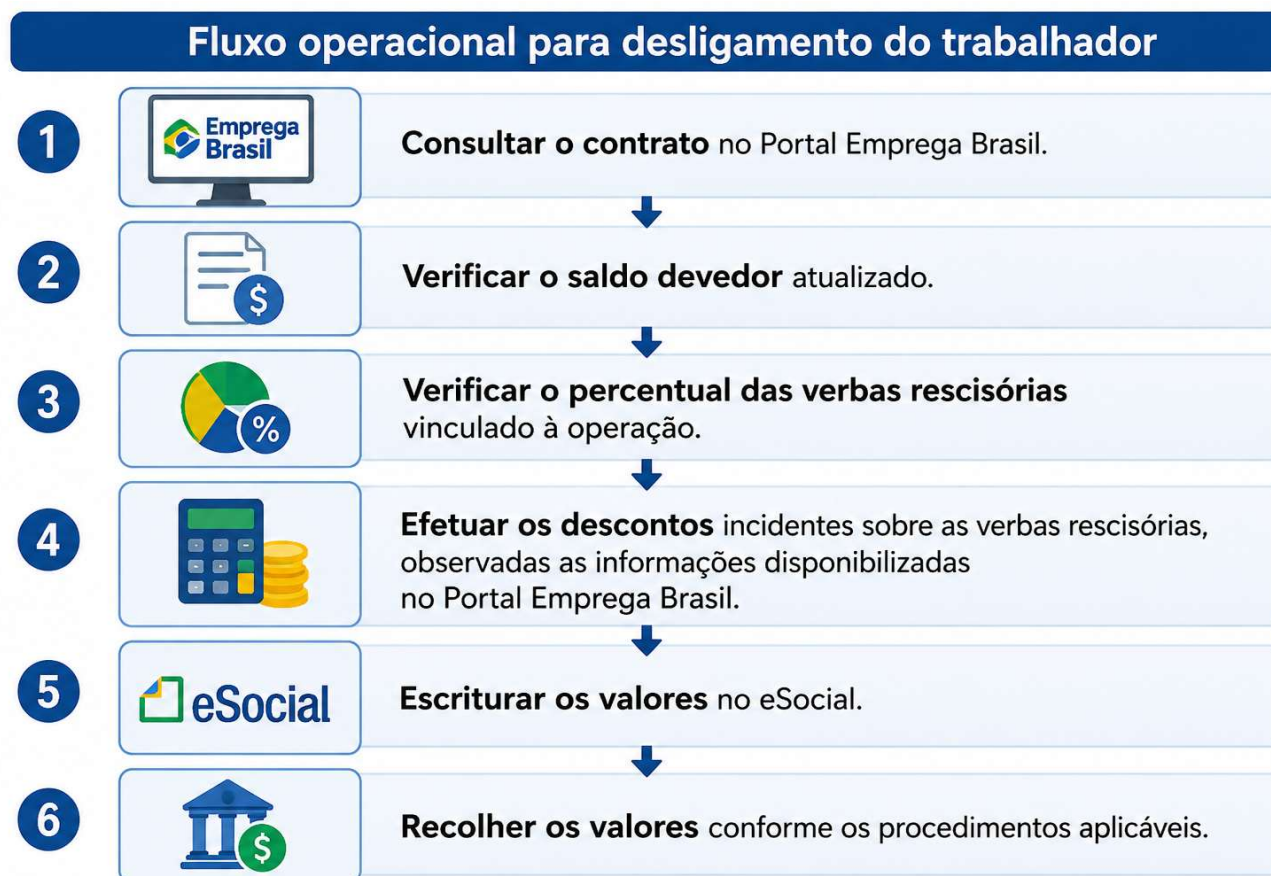 Fluxo operacional para desligamento do trabalhador
1
Emprega
Brasil
Consultar o contrato no Portal Emprega Brasil.
2
$
Verificar o saldo devedor atualizado.
3
%
Verificar o percentual das verbas rescisórias
vinculado à operação.
4
Efetuar os descontos incidentes sobre as verbas rescisórias,
observadas as informações disponibilizadas
no Portal Emprega Brasil.
5
eSocial
Escriturar os valores no eSocial.
6
$
Recolher os valores conforme os procedimentos aplicáveis.